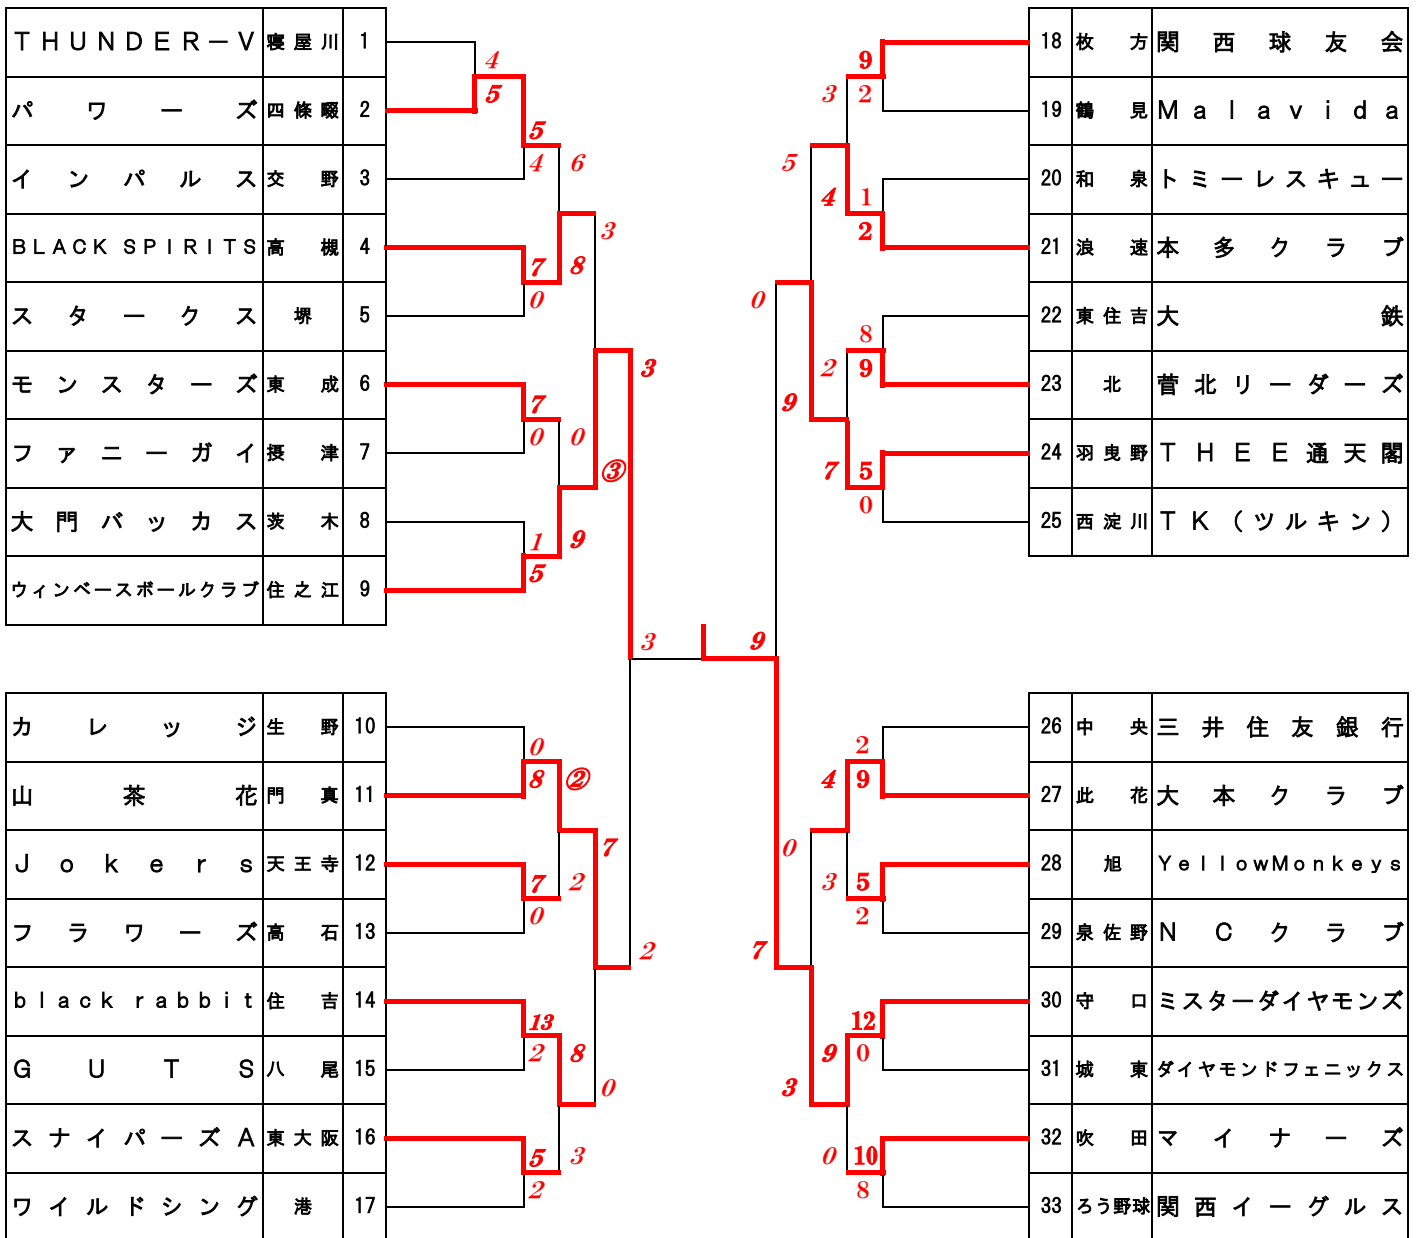 THUNDER－V 寝屋川 1
パワーズ 四條畷 2
インパルス 交野 3
BLACK SPIRITS 高槻 4
スタークス 堺 5
モンスターズ 東成 6
ファニーガイ 摂津 7
大門バッカス 茨木 8
ウィンベースボールクラブ 住之江 9
カレッジ 生野 10
山茶花 門真 11
Jokers 天王寺 12
フラワーズ 高石 13
black rabbit 住吉 14
GUTS 八尾 15
スナイパーズA 東大阪 16
ワイルドシング 港 17
4
5
5
4
6
7
0
8
3
7
0
0
③
1
5
9
3
3
0
8
②
7
7
0
2
2
13
2
8
0
5
2
3
18 枚方 関西球友会
19 鶴見 Malavida
20 和泉 トミーレスキュー
21 浪速 本多クラブ
22 東住吉 大鉄
23 北 菅北リーダーズ
24 羽曳野 THEE通天閣
25 西淀川 TK（ツルキン）
26 中央 三井住友銀行
27 此花 大本クラブ
28 旭 YellowMonkeys
29 泉佐野 NCクラブ
30 守口 ミスターダイヤモンズ
31 城東 ダイヤモンドフェニックス
32 吹田 マイナーズ
33 ろう野球 関西イーグルス
9
3
2
5
4
1
2
0
8
2
9
9
7
5
0
9
2
4
9
0
3
5
2
7
12
9
0
3
0
10
8